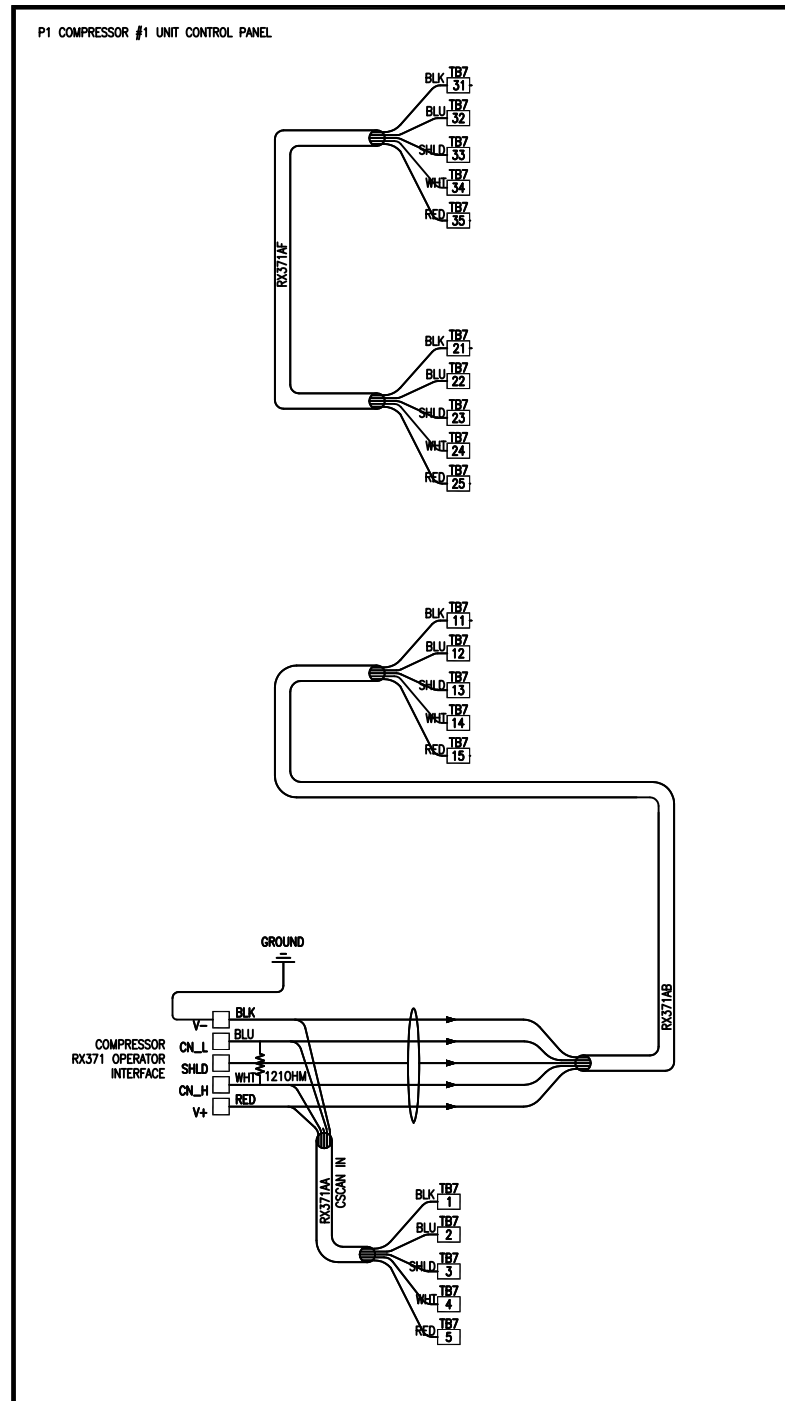 P1 COMPRESSOR #1 UNIT CONTROL PANEL
BLK TB7
31
BLU TB7
32
SHLD TB7
33
WHT TB7
34
RED TB7
35
RX371AF
BLK TB7
21
BLU TB7
22
SHLD TB7
23
WHT TB7
24
RED TB7
25
BLK TB7
11
BLU TB7
12
SHLD TB7
13
WHT TB7
14
RED TB7
15
GROUND
RX371AB
COMPRESSOR
RX371 OPERATOR
INTERFACE
V- BLK
CN_L BLU
SHLD
CN_H WHT 121OHM
V+ RED
RX371AA
CSCAN IN
BLK TB7
1
BLU TB7
2
SHLD TB7
3
WHT TB7
4
RED TB7
5